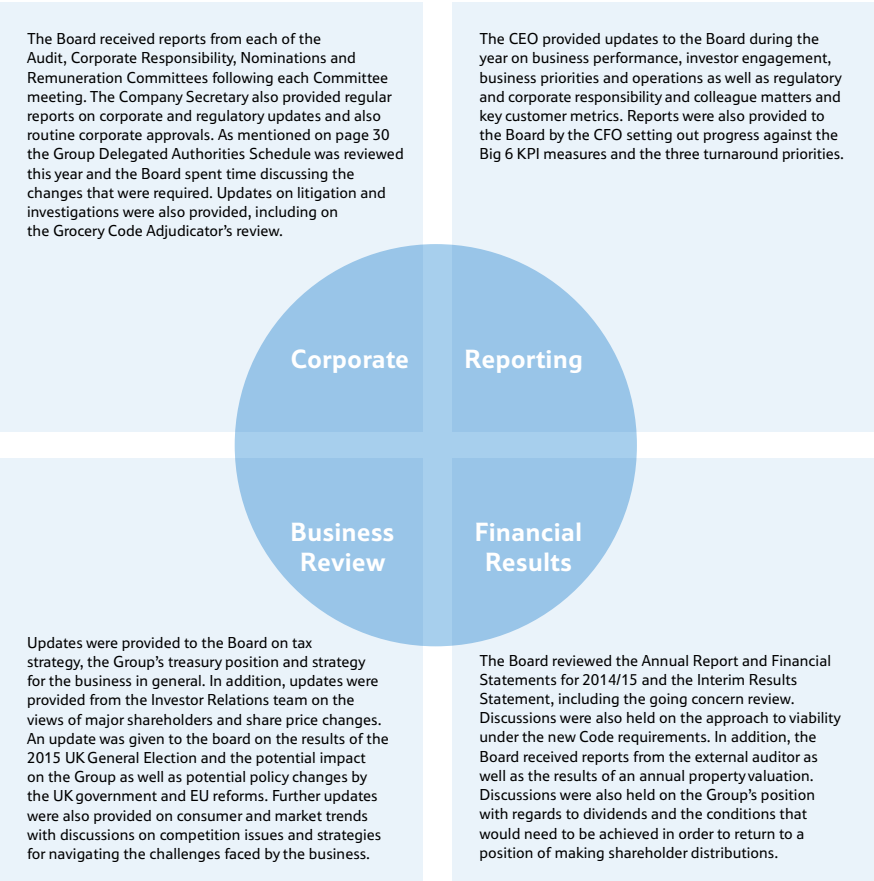 The Board received reports from each of the
Audit, Corporate Responsibility, Nominations and
Remuneration Committees following each Committee
meeting. The Company Secretary also provided regular
reports on corporate and regulatory updates and also
routine corporate approvals. As mentioned on page 30
the Group Delegated Authorities Schedule was reviewed
this year and the Board spent time discussing the
changes that were required. Updates on litigation and
investigations were also provided, including on
the Grocery Code Adjudicator’s review.
The CEO provided updates to the Board during the
year on business performance, investor engagement,
business priorities and operations as well as regulatory
and corporate responsibility and colleague matters and
key customer metrics. Reports were also provided to
the Board by the CFO setting out progress against the
Big 6 KPI measures and the three turnaround priorities.
Corporate
Reporting
Business
Review
Financial
Results
Updates were provided to the Board on tax
strategy, the Group’s treasury position and strategy
for the business in general. In addition, updates were
provided from the Investor Relations team on the
views of major shareholders and share price changes.
An update was given to the board on the results of the
2015 UK General Election and the potential impact
on the Group as well as potential policy changes by
the UK government and EU reforms. Further updates
were also provided on consumer and market trends
with discussions on competition issues and strategies
for navigating the challenges faced by the business.
The Board reviewed the Annual Report and Financial
Statements for 2014/15 and the Interim Results
Statement, including the going concern review.
Discussions were also held on the approach to viability
under the new Code requirements. In addition, the
Board received reports from the external auditor as
well as the results of an annual property valuation.
Discussions were also held on the Group’s position
with regards to dividends and the conditions that
would need to be achieved in order to return to a
position of making shareholder distributions.